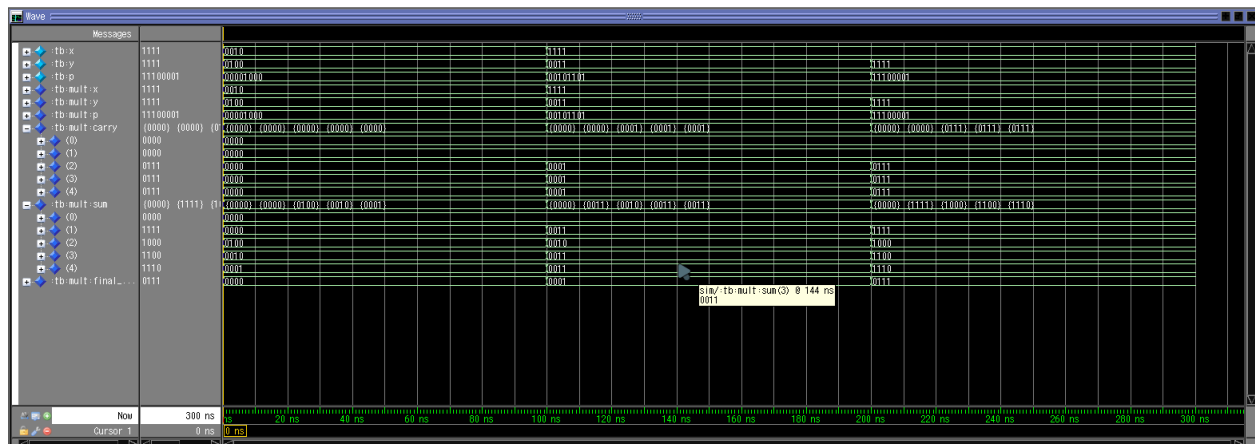 Wave
Messages
:tb:x 1111 0010 1111
:tb:y 1111 0100 0011 1111
:tb:p 11100001 00001000 00101101 11100001
:tb:mult:x 1111 0010 1111
:tb:mult:y 1111 0100 0011 1111
:tb:mult:p 11100001 00001000 00101101 11100001
:tb:mult:carry {0000} {0000} {0 {0000} {0000} {0000} {0000} {0000} {0000} {0000} {0001} {0001} {0001} {0000} {0000} {0111} {0111} {0111}
(0) 0000 0000
(1) 0000 0000
(2) 0111 0000 0001 0111
(3) 0111 0000 0001 0111
(4) 0111 0000 0001 0111
:tb:mult:sum {0000} {1111} {1 {0000} {0000} {0100} {0010} {0001} {0000} {0011} {0010} {0011} {0011} {0000} {1111} {1000} {1100} {1110}
(0) 0000 0000
(1) 1111 0000 0011 1111
(2) 1000 0100 0010 1000
(3) 1100 0010 0011 1100
(4) 1110 0001 0011 1110
:tb:mult:final_... 0111 0000 0001 0111
sim/:tb:mult:sum(3) @ 144 ns
0011
Now 300 ns ns 20 ns 40 ns 60 ns 80 ns 100 ns 120 ns 140 ns 160 ns 180 ns 200 ns 220 ns 240 ns 260 ns 280 ns 300 ns
Cursor 1 0 ns 0 ns